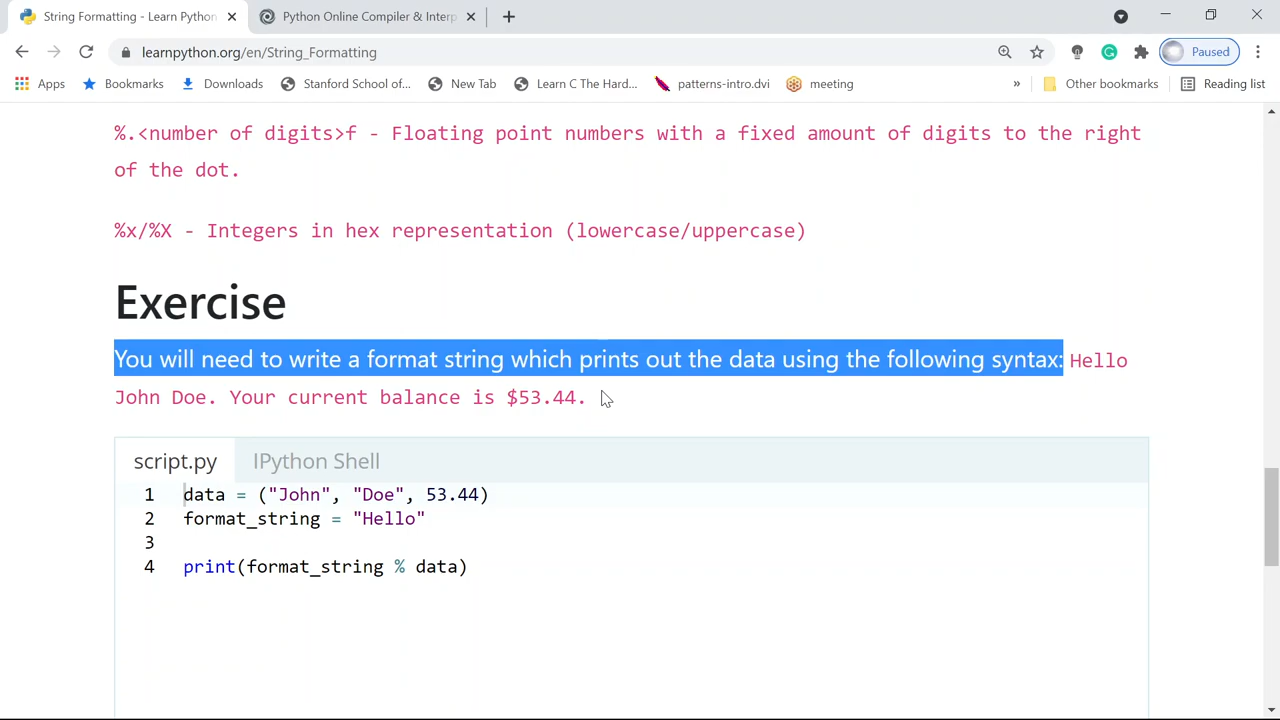 String Formatting - Learn Python
Python Online Compiler & Interp
learnpython.org/en/String_Formatting
Paused
Apps
Bookmarks
Downloads
Stanford School of...
New Tab
Learn C The Hard...
patterns-intro.dvi
meeting
»
Other bookmarks
Reading list
%.<number of digits>f - Floating point numbers with a fixed amount of digits to the right
of the dot.
%x/%X - Integers in hex representation (lowercase/uppercase)
Exercise
You will need to write a format string which prints out the data using the following syntax: Hello
John Doe. Your current balance is $53.44.
script.py
IPython Shell
1 data = ("John", "Doe", 53.44)
2 format_string = "Hello"
3
4 print(format_string % data)